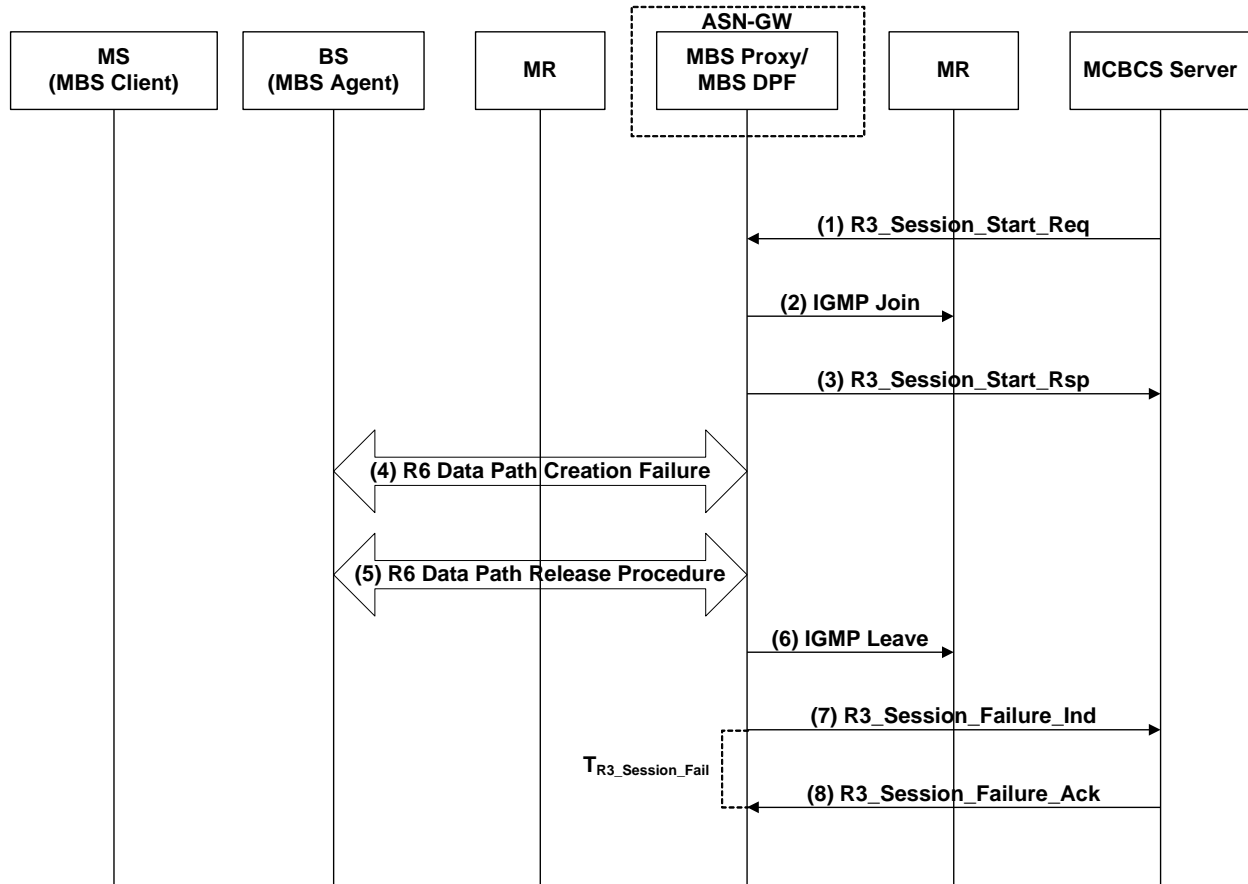 ASN-GW
MS
(MBS Client)
BS
(MBS Agent)
MR
MBS Proxy/
MBS DPF
MR
MCBCS Server
(1) R3_Session_Start_Req
(2) IGMP Join
(3) R3_Session_Start_Rsp
(4) R6 Data Path Creation Failure
(5) R6 Data Path Release Procedure
(6) IGMP Leave
(7) R3_Session_Failure_Ind
TR3_Session_Fail
(8) R3_Session_Failure_Ack